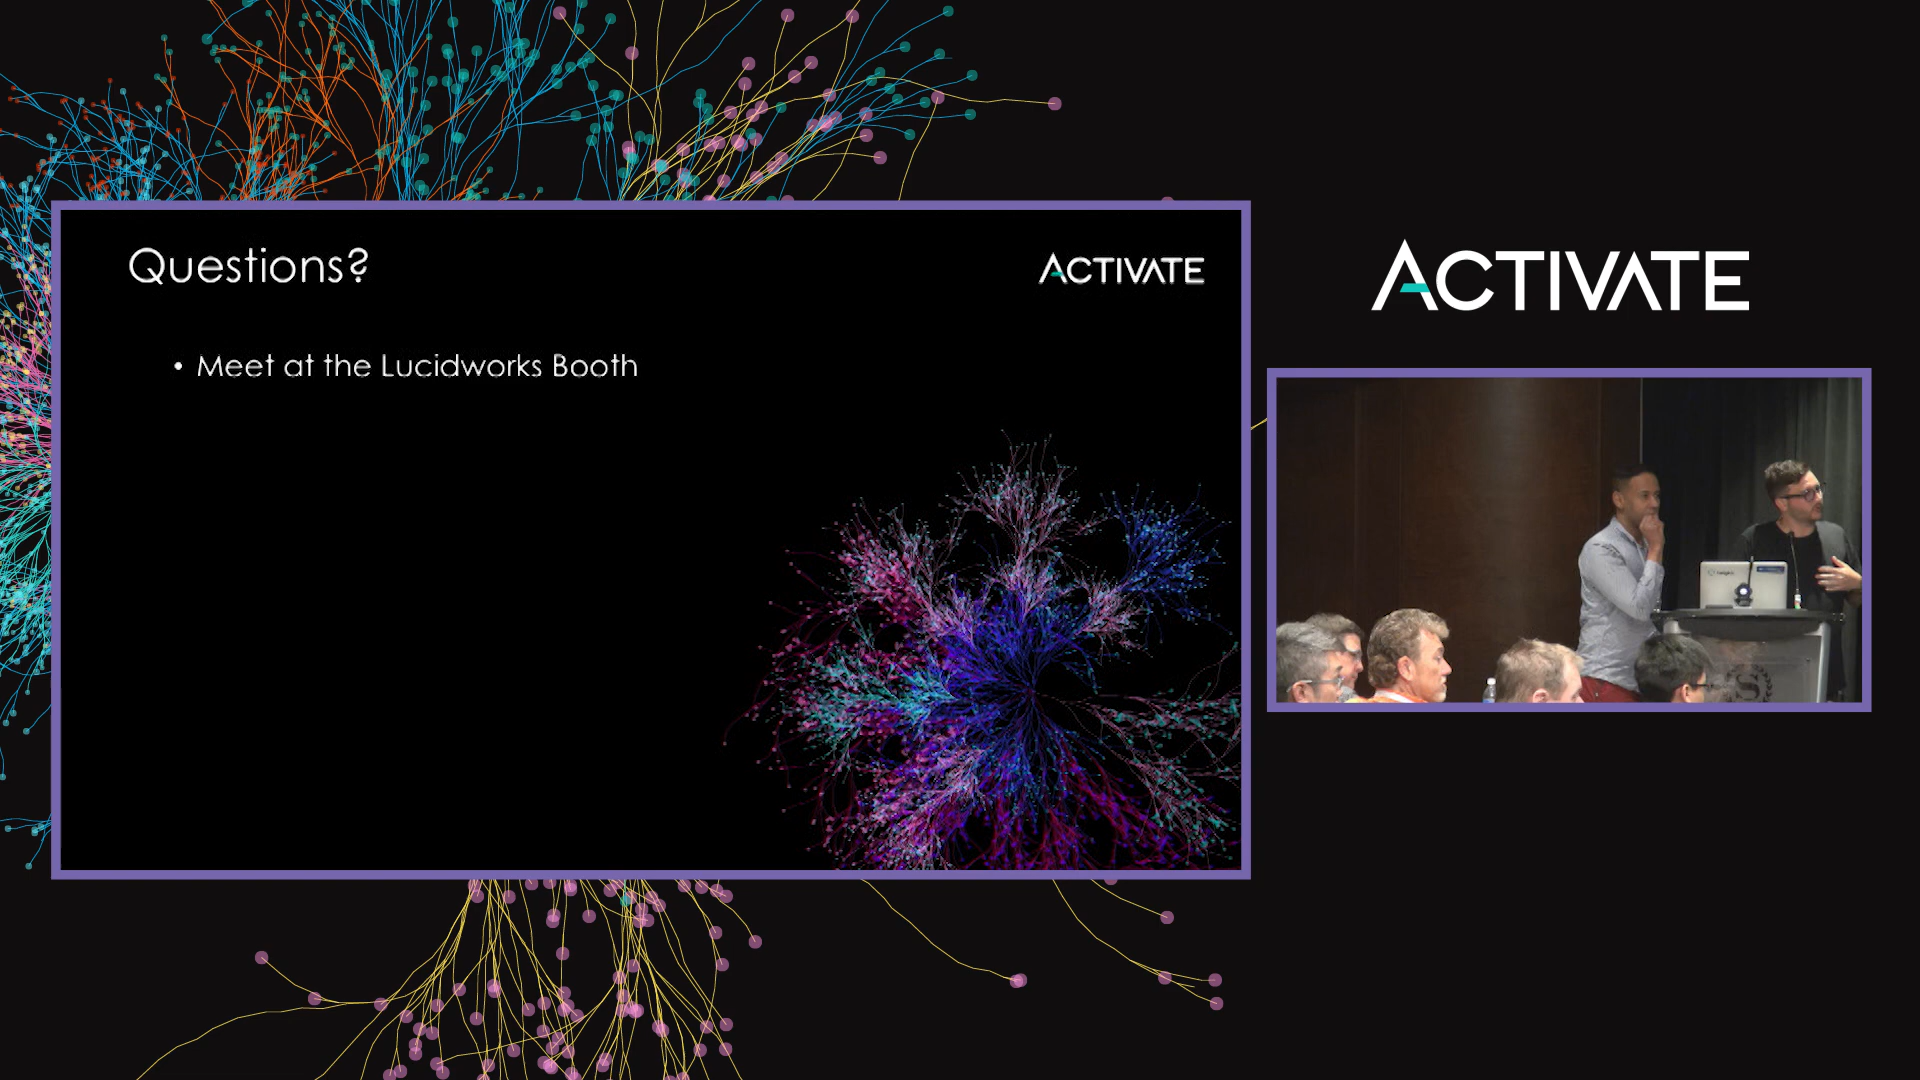 Questions?
ACTIVATE
• Meet at the Lucidworks Booth
ACTIVATE